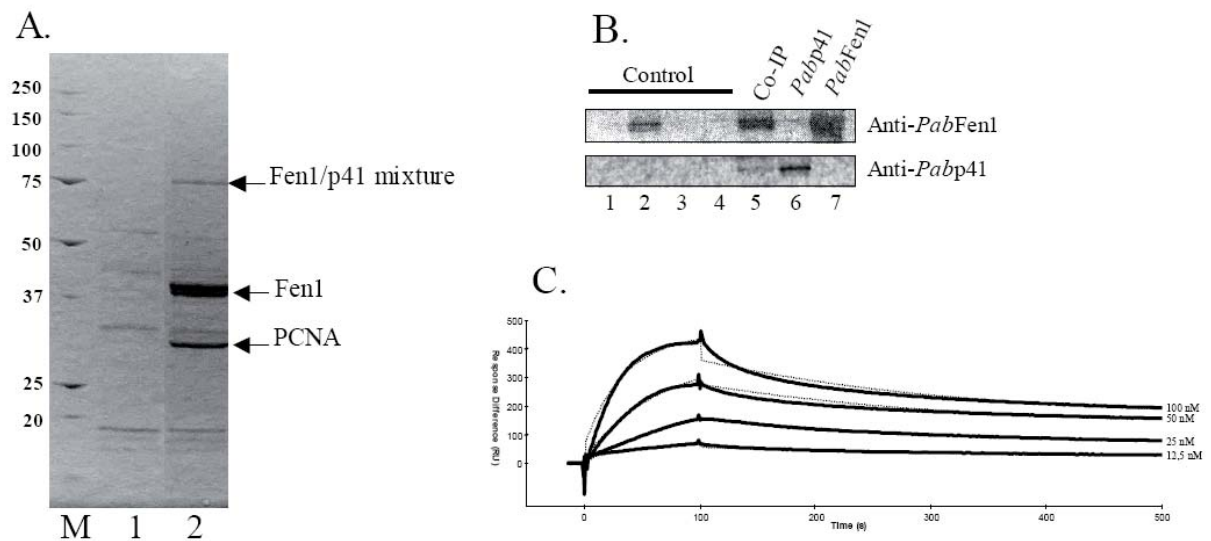 A.
250
150
100
75
50
37
25
20
Fen1/p41 mixture
Fen1
PCNA
M 1 2
B.
Control
Co-IP
Pabp41
PabFen1
Anti-PabFen1
Anti-Pabp41
1 2 3 4 5 6 7
C.
Response Difference (RU)
500
400
300
200
100
0
0 100 200 300 400 500
Time (s)
100 nM
50 nM
25 nM
12,5 nM